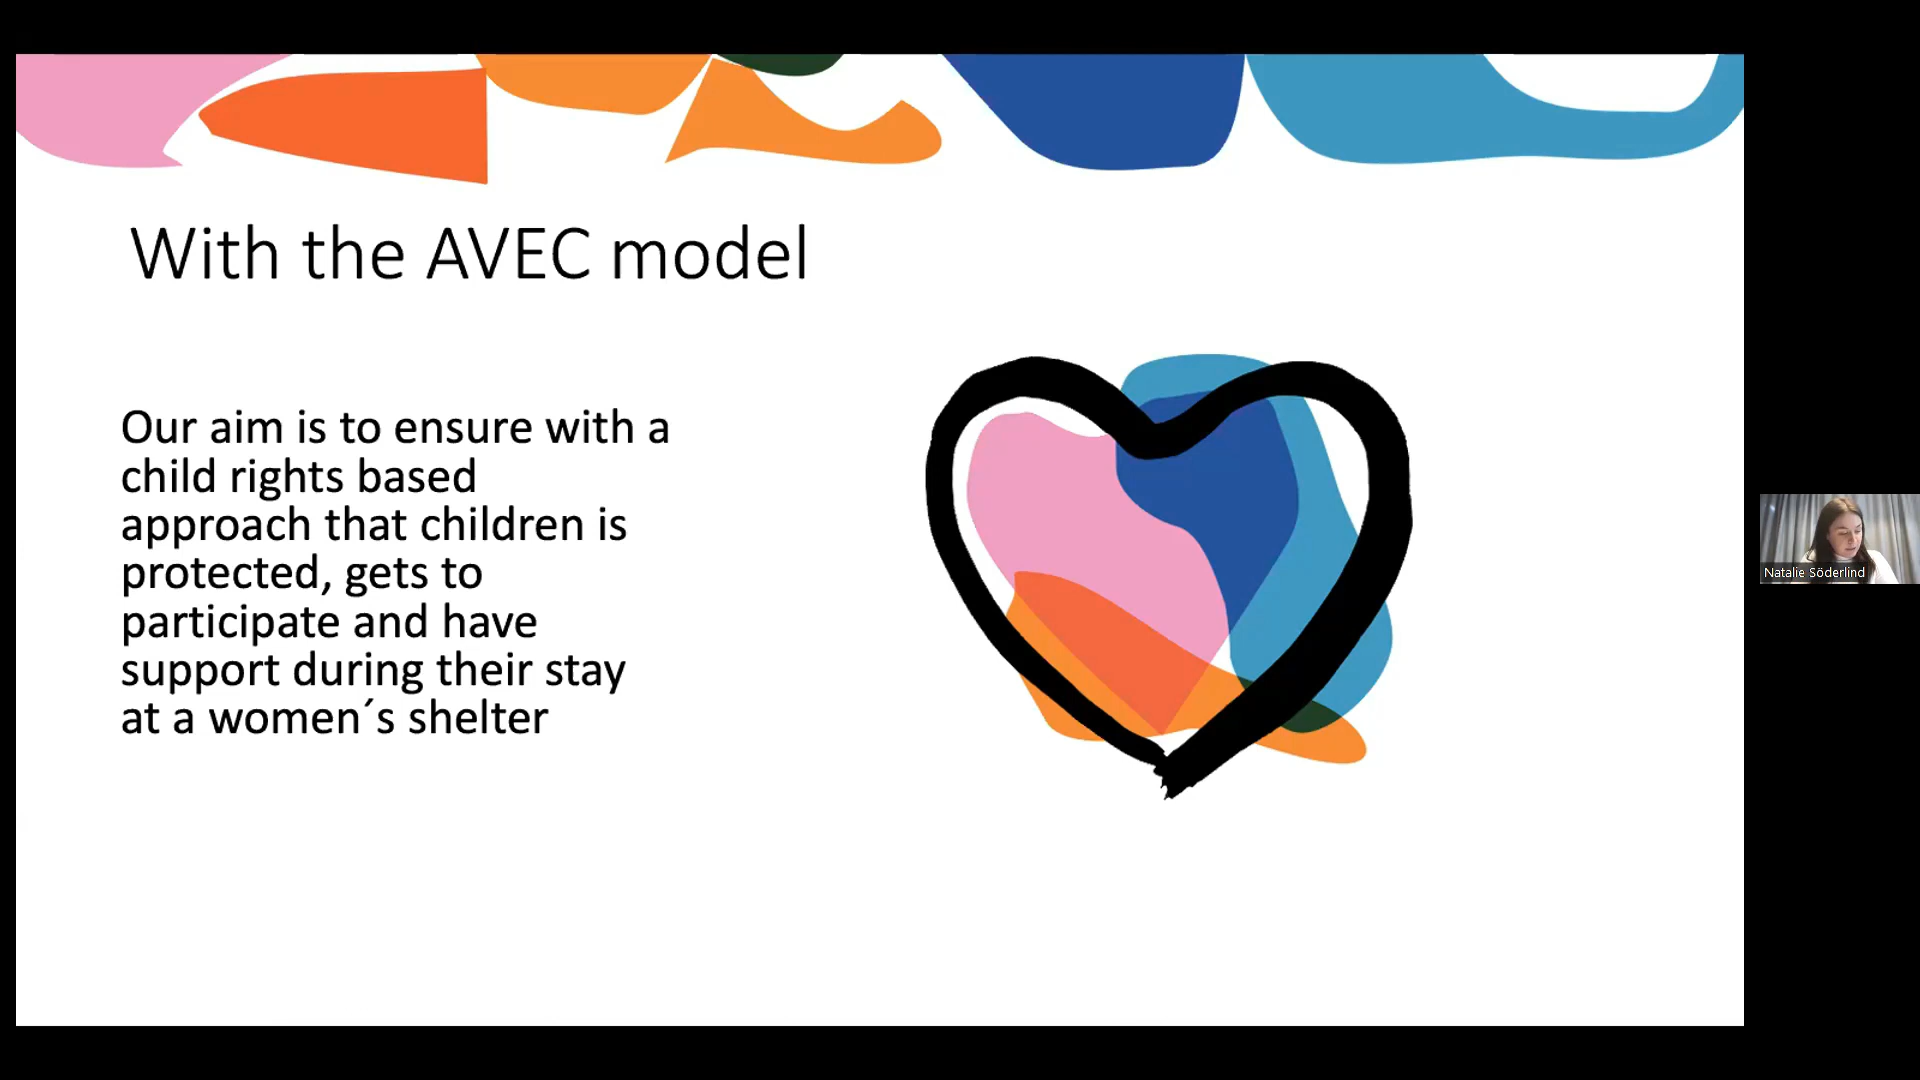 With the AVEC model
Our aim is to ensure with a
child rights based
approach that children is
protected, gets to
participate and have
support during their stay
at a women´s shelter
Natalie Söderlind